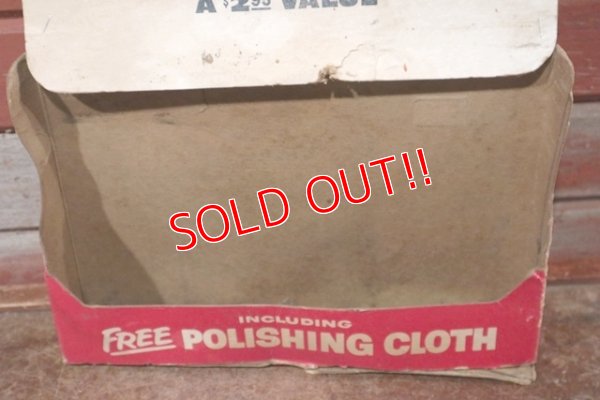 A $2.95 VALUE
SOLD OUT!!
INCLUDING
FREE POLISHING CLOTH